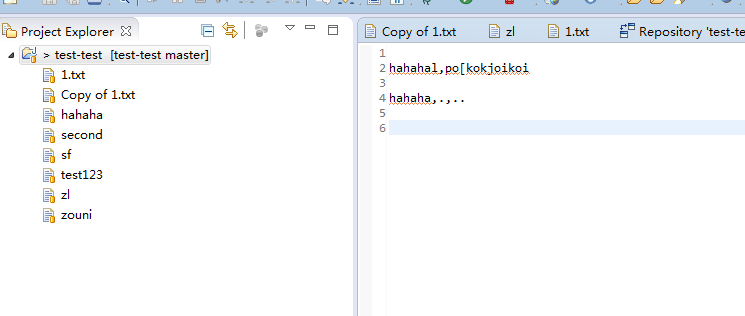 Project Explorer
> test-test [test-test master]
1.txt
Copy of 1.txt
hahaha
second
sf
test123
zl
zouni
Copy of 1.txt
zl
1.txt
Repository 'test-te
1
2 hahahal,po[kokjoikoi
3
4 hahaha,.,..
5
6